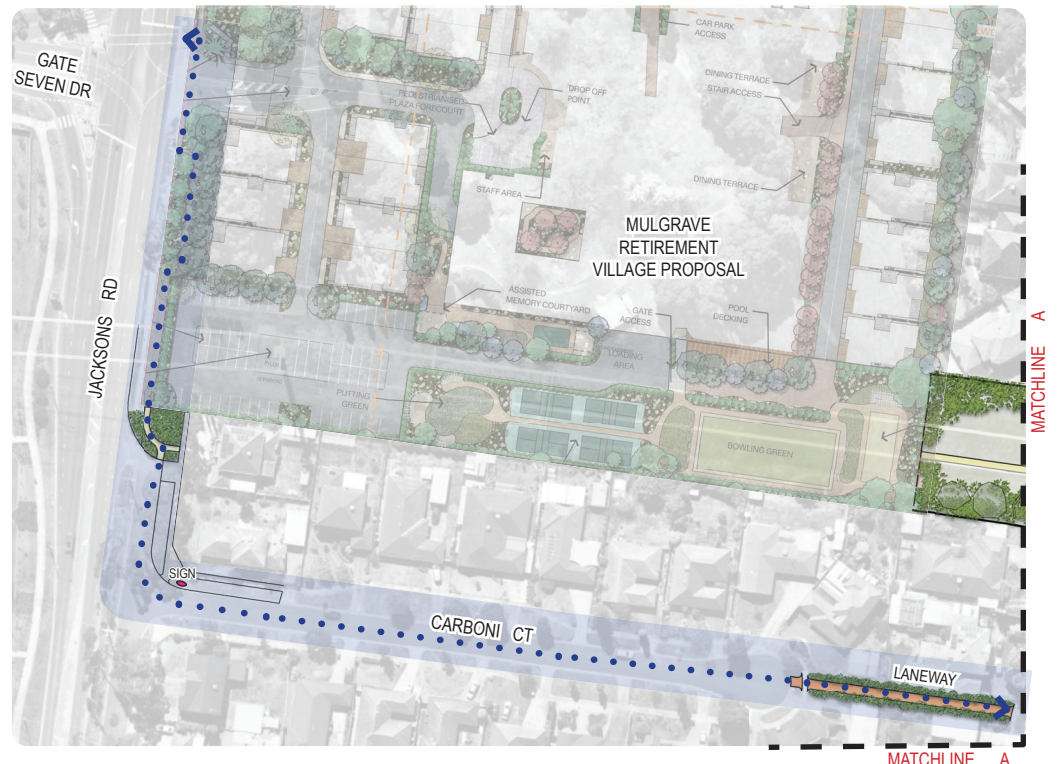 GATE
SEVEN DR
CAR PARK
ACCESS
DINING TERRACE
STAIR ACCESS
PEDESTRIANISED
PLAZA FORECOURT
DROP OFF
POINT
STAFF AREA
DINING TERRACE
MULGRAVE
RETIREMENT
VILLAGE PROPOSAL
JACKSONS RD
ASSISTED
MEMORY COURTYARD
GATE
ACCESS
POOL
DECKING
LOADING
AREA
PUTTING
GREEN
BOWLING GREEN
MATCHLINE A
SIGN
CARBONI CT
LANEWAY
MATCHLINE A